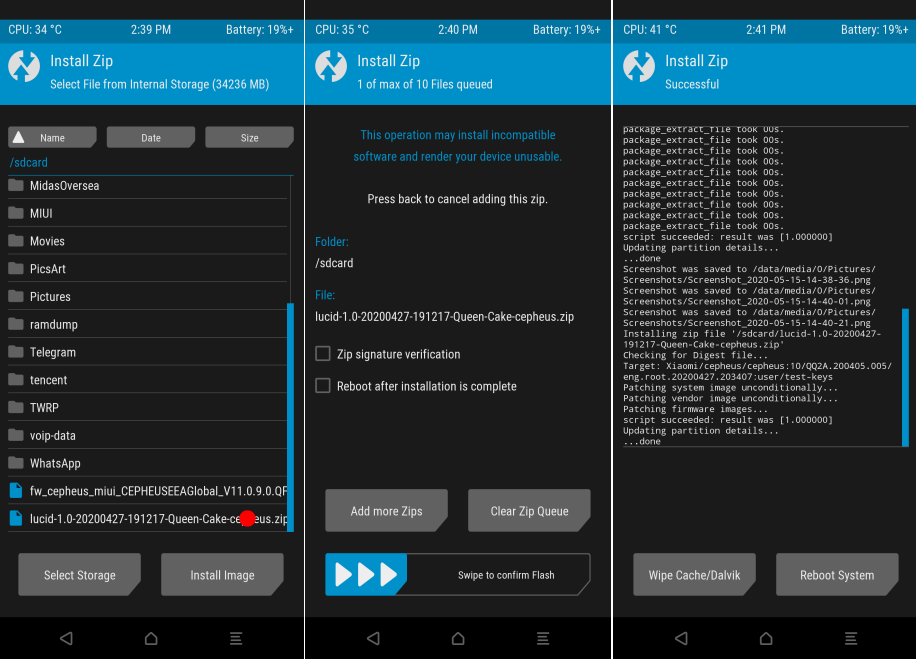 CPU: 34 °C 2:39 PM Battery: 19%+
Install Zip
Select File from Internal Storage (34236 MB)
Name Date Size
/sdcard
MidasOversea
MIUI
Movies
PicsArt
Pictures
ramdump
Telegram
tencent
TWRP
voip-data
WhatsApp
fw_cepheus_miui_CEPHEUSEEAGlobal_V11.0.9.0.QF
lucid-1.0-20200427-191217-Queen-Cake-cepheus.zip
Select Storage Install Image
CPU: 35 °C 2:40 PM Battery: 19%+
Install Zip
1 of max of 10 Files queued
This operation may install incompatible
software and render your device unusable.
Press back to cancel adding this zip.
Folder:
/sdcard
File:
lucid-1.0-20200427-191217-Queen-Cake-cepheus.zip
Zip signature verification
Reboot after installation is complete
Add more Zips Clear Zip Queue
Swipe to confirm Flash
CPU: 41 °C 2:41 PM Battery: 19%+
Install Zip
Successful
package_extract_file took 00s.
package_extract_file took 00s.
package_extract_file took 00s.
package_extract_file took 00s.
package_extract_file took 00s.
package_extract_file took 00s.
package_extract_file took 00s.
package_extract_file took 00s.
package_extract_file took 00s.
package_extract_file took 00s.
script succeeded: result was [1.000000]
Updating partition details...
...done
Screenshot was saved to /data/media/0/Pictures/
Screenshots/Screenshot_2020-05-15-14-38-36.png
Screenshot was saved to /data/media/0/Pictures/
Screenshots/Screenshot_2020-05-15-14-40-01.png
Screenshot was saved to /data/media/0/Pictures/
Screenshots/Screenshot_2020-05-15-14-40-21.png
Installing zip file '/sdcard/lucid-1.0-20200427-
191217-Queen-Cake-cepheus.zip'
Checking for Digest file...
Target: Xiaomi/cepheus/cepheus:10/QQ2A.200405.005/
eng.root.20200427.203407:user/test-keys
Patching system image unconditionally...
Patching vendor image unconditionally...
Patching firmware images...
script succeeded: result was [1.000000]
Updating partition details...
...done
Wipe Cache/Dalvik Reboot System